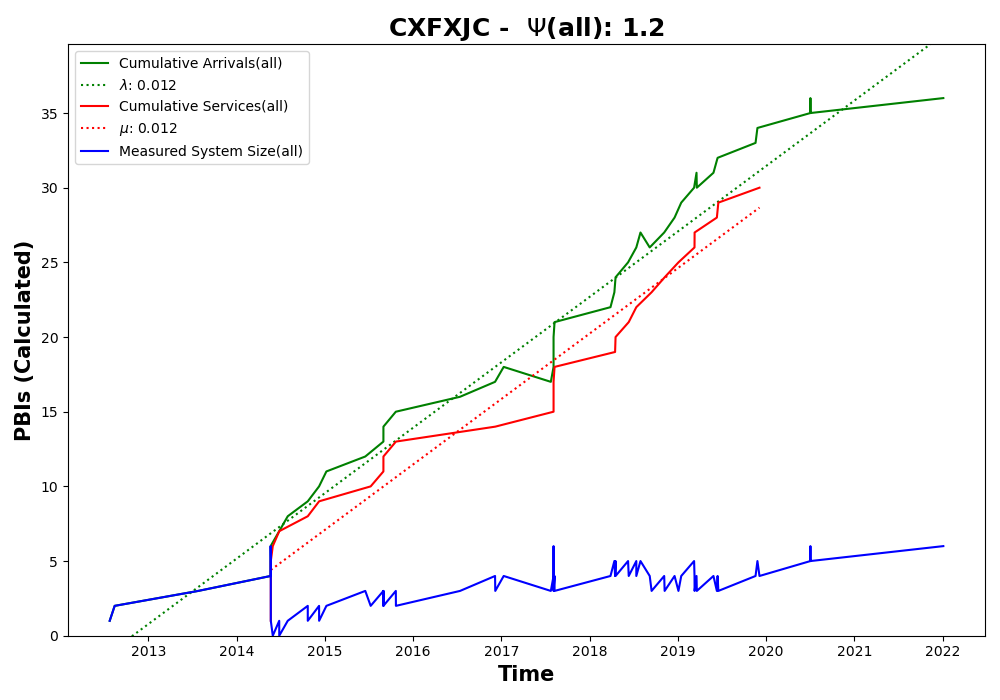 CXFXJC -  Ψ(all): 1.2
Cumulative Arrivals(all)
λ: 0.012
Cumulative Services(all)
μ: 0.012
Measured System Size(all)
PBIs (Calculated)
35
30
25
20
15
10
5
0
2013 2014 2015 2016 2017 2018 2019 2020 2021 2022
Time